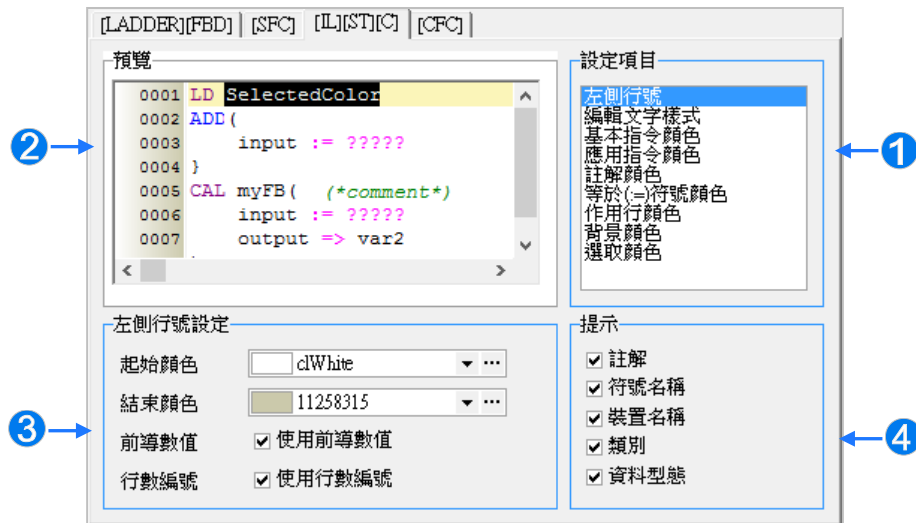 [LADDER][FBD] [SFC] [IL][ST][C] [CFC]
預覽
0001 LD SelectedColor
0002 ADD(
0003 input := ?????
0004 }
0005 CAL myFB( (*comment*)
0006 input := ?????
0007 output => var2
2
設定項目
左側行號
編輯文字樣式
基本指令顏色
應用指令顏色
註解顏色
等於(:=)符號顏色
作用行顏色
背景顏色
選取顏色
1
左側行號設定
起始顏色 clWhite
結束顏色 11258315
前導數值 使用前導數值
行數編號 使用行數編號
3
提示
註解
符號名稱
裝置名稱
類別
資料型態
4